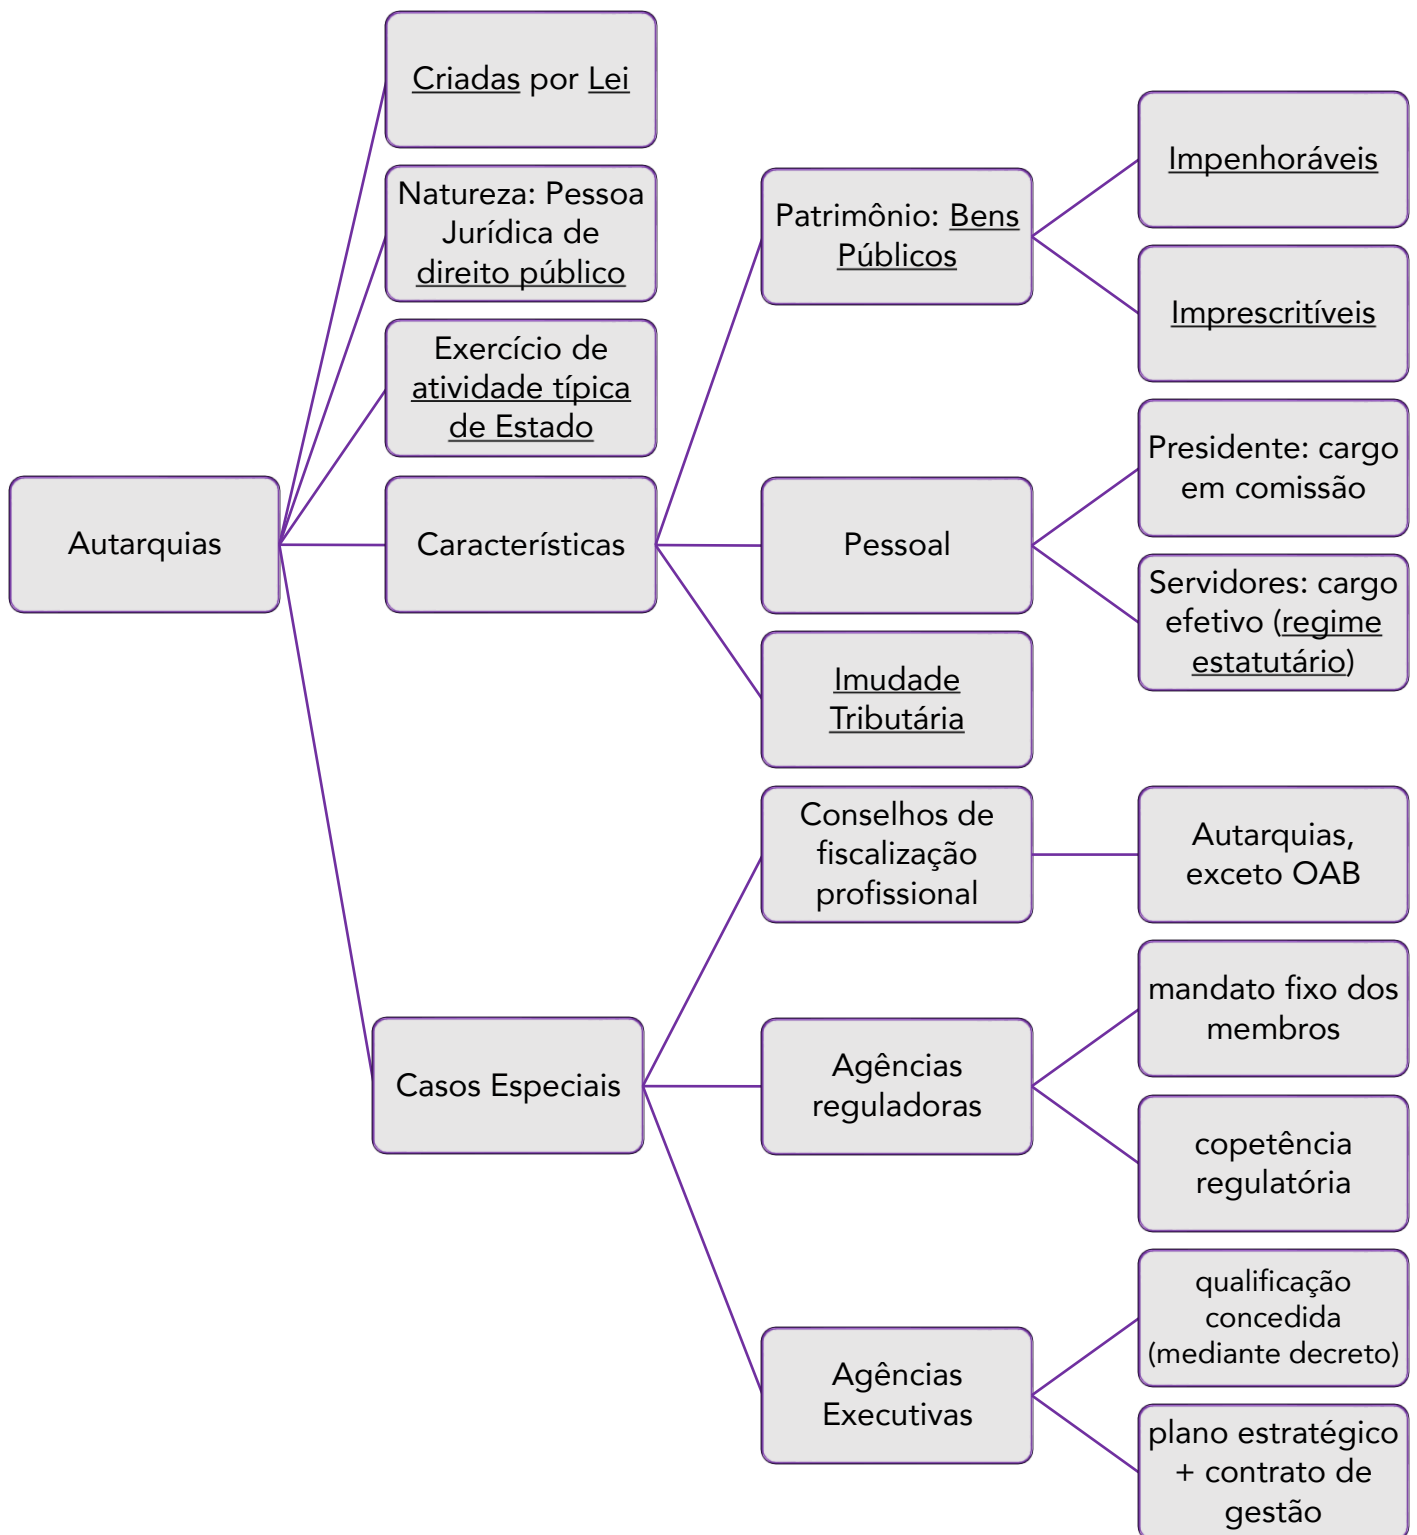 Autarquias
Criadas por Lei
Natureza: Pessoa
Jurídica de
direito público
Exercício de
atividade típica
de Estado
Características
Patrimônio: Bens
Públicos
Impenhoráveis
Imprescritíveis
Pessoal
Presidente: cargo
em comissão
Servidores: cargo
efetivo (regime
estatutário)
Imudade
Tributária
Casos Especiais
Conselhos de
fiscalização
profissional
Autarquias,
exceto OAB
Agências
reguladoras
mandato fixo dos
membros
copetência
regulatória
Agências
Executivas
qualificação
concedida
(mediante decreto)
plano estratégico
+ contrato de
gestão